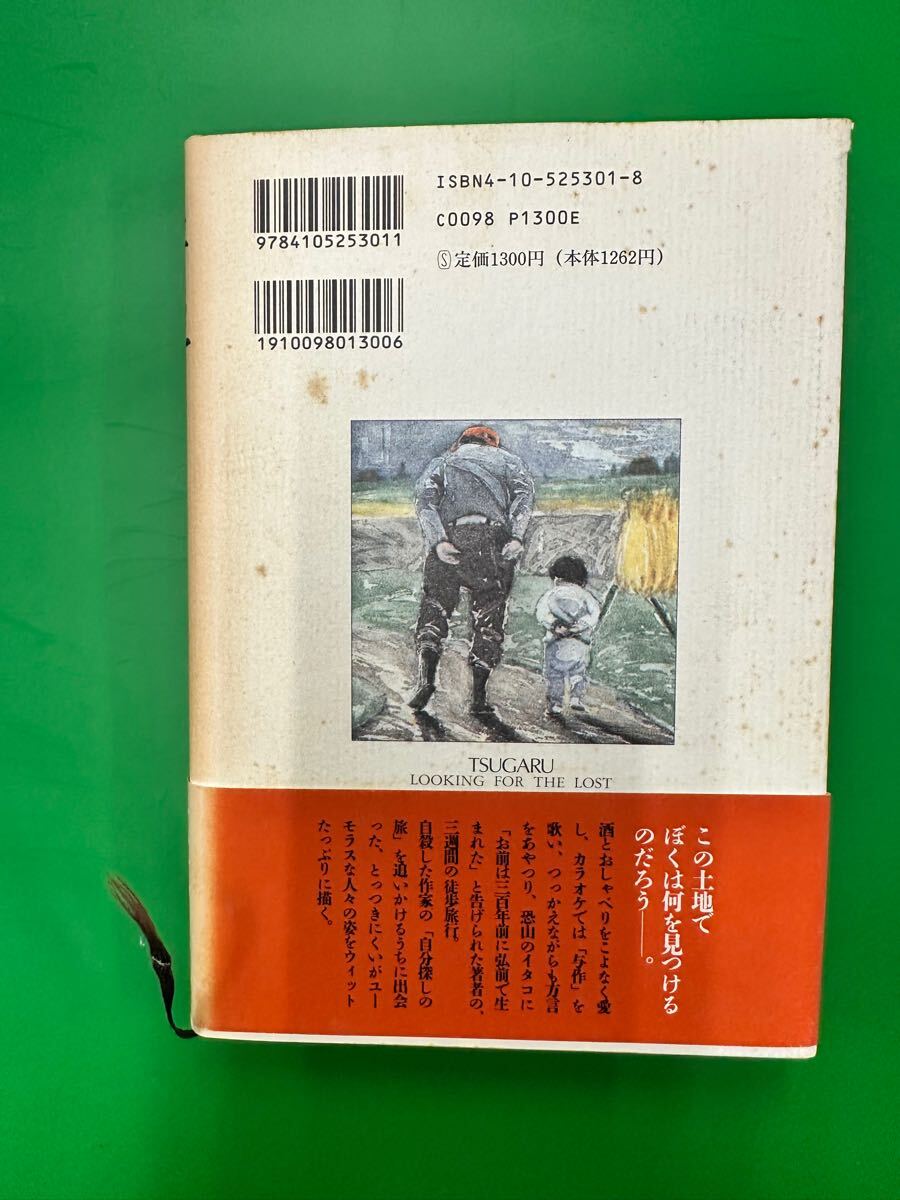 ISBN4-10-525301-8
C0098 P1300E
Ⓢ定価1300円（本体1262円）
9784105253011
1910098013006
TSUGARU
LOOKING FOR THE LOST
この土地で
ぼくは何を見つける
のだろう――。
酒とおしゃべりをこよなく愛
し、カラオケでは「与作」を
歌い、つっかえながらも方言
をあやつり、恐山のイタコに
「お前は三百年前に弘前で生
まれた」と告げられた著者の、
三週間の徒歩旅行。
自殺した作家の「自分探しの
旅」を追いかけるうちに出会
った、とっつきにくいがユー
モラスな人々の姿をウィット
たっぷりに描く。